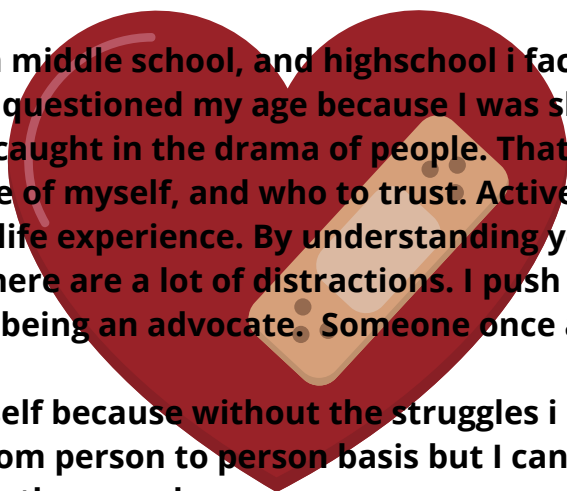 middle school, and highschool i fac
questioned my age because I was sl
caught in the drama of people. That
e of myself, and who to trust. Active
life experience. By understanding y
here are a lot of distractions. I push
being an advocate.  Someone once a
elf because without the struggles i
om person to person basis but I can